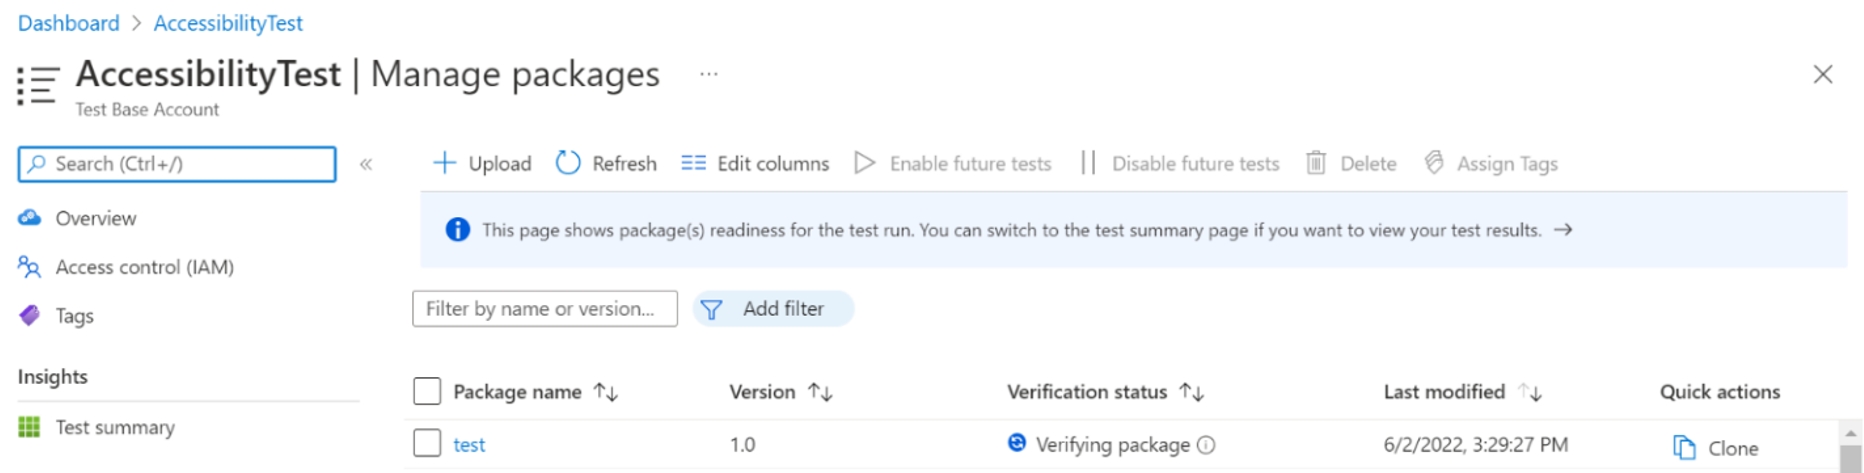 Dashboard > AccessibilityTest
AccessibilityTest | Manage packages ...
Test Base Account
Search (Ctrl+/) «
Upload Refresh Edit columns Enable future tests Disable future tests Delete Assign Tags
Overview
This page shows package(s) readiness for the test run. You can switch to the test summary page if you want to view your test results. →
Access control (IAM)
Tags
Filter by name or version... Add filter
Insights
Package name ↑↓ Version ↑↓ Verification status ↑↓ Last modified ↑↓ Quick actions
Test summary
test 1.0 Verifying package 6/2/2022, 3:29:27 PM Clone